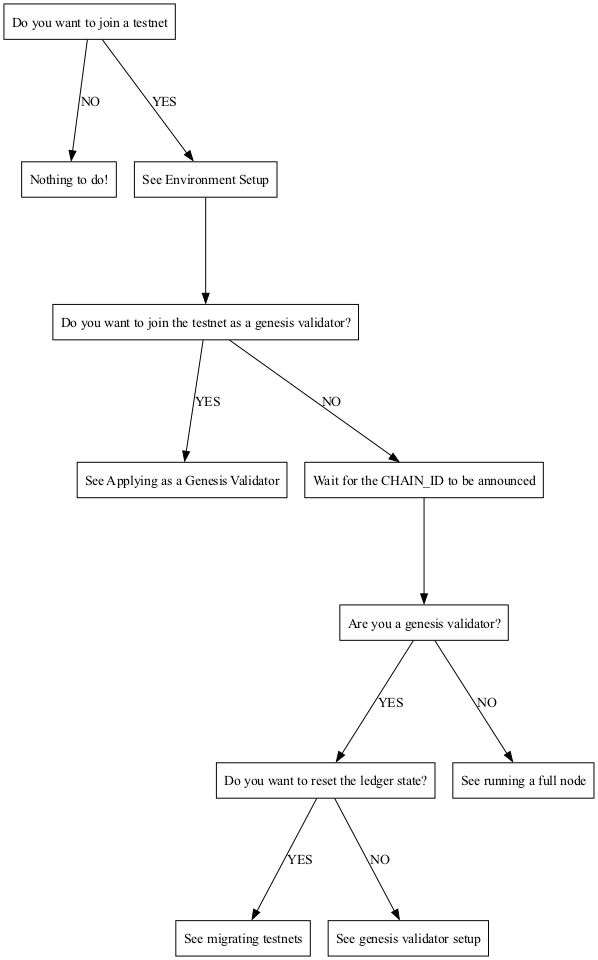 Do you want to join a testnet
NO
YES
Nothing to do!
See Environment Setup
Do you want to join the testnet as a genesis validator?
YES
NO
See Applying as a Genesis Validator
Wait for the CHAIN_ID to be announced
Are you a genesis validator?
YES
NO
Do you want to reset the ledger state?
See running a full node
YES
NO
See migrating testnets
See genesis validator setup